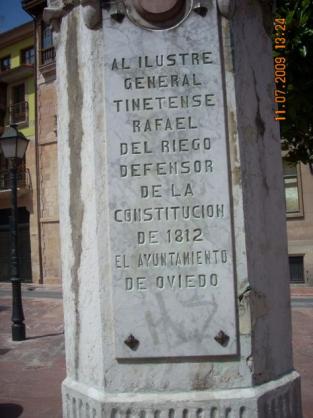 AL ILUSTRE
GENERAL
TINETENSE
RAFAEL
DEL RIEGO
DEFENSOR
DE LA
CONSTITUCION
DE 1812
EL AYUNTAMIENTO
DE OVIEDO
11.07.2009 13:24